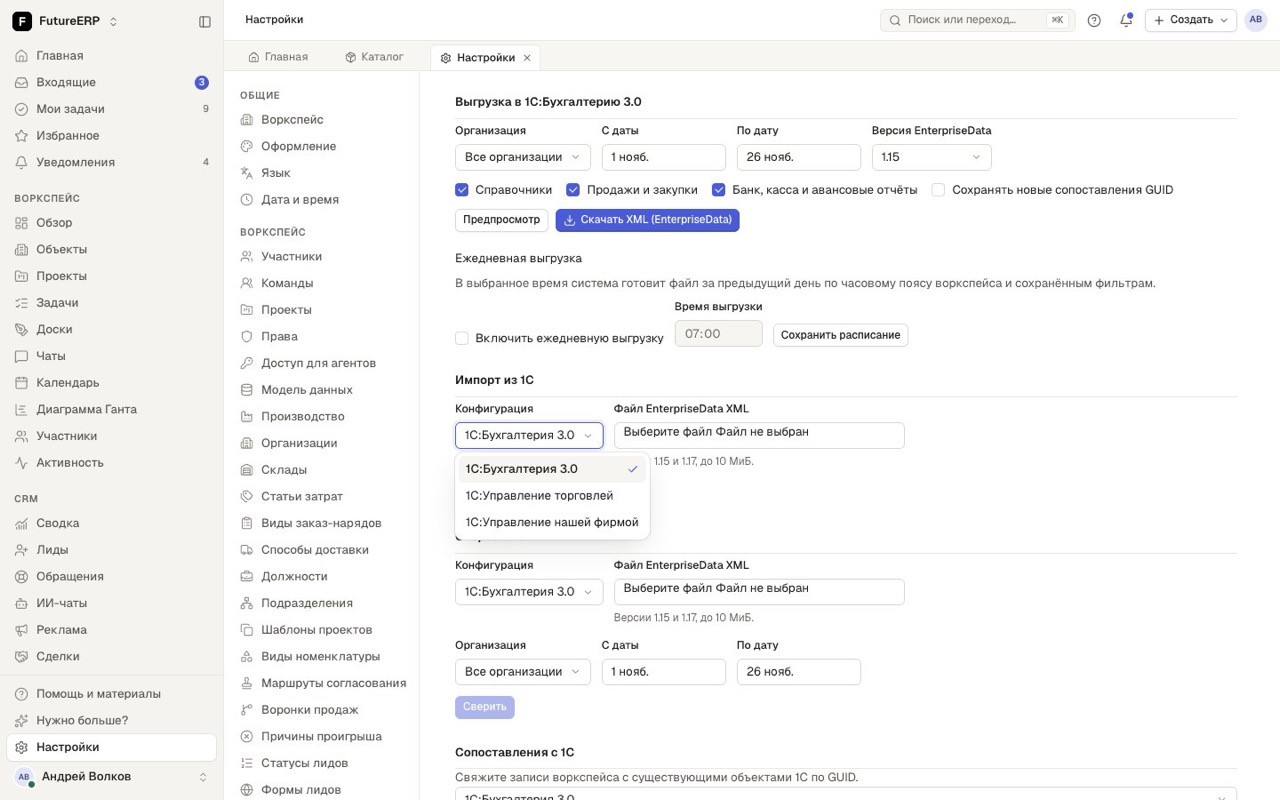 FutureERP
Главная
Входящие
3
Мои задачи
9
Избранное
Уведомления
4
ВОРКСПЕЙС
Обзор
Объекты
Проекты
Задачи
Доски
Чаты
Календарь
Диаграмма Ганта
Участники
Активность
CRM
Сводка
Лиды
Обращения
ИИ-чаты
Реклама
Сделки
Помощь и материалы
Нужно больше?
Настройки
AB Андрей Волков
Настройки
Поиск или переход... ⌘K
Создать
AB
Главная
Каталог
Настройки
ОБЩИЕ
Воркспейс
Оформление
Язык
Дата и время
ВОРКСПЕЙС
Участники
Команды
Проекты
Права
Доступ для агентов
Модель данных
Производство
Организации
Склады
Статьи затрат
Виды заказ-нарядов
Способы доставки
Должности
Подразделения
Шаблоны проектов
Виды номенклатуры
Маршруты согласования
Воронки продаж
Причины проигрыша
Статусы лидов
Формы лидов
Выгрузка в 1С:Бухгалтерию 3.0
Организация С даты По дату Версия EnterpriseData
Все организации 1 нояб. 26 нояб. 1.15
Справочники Продажи и закупки Банк, касса и авансовые отчёты Сохранять новые сопоставления GUID
Предпросмотр Скачать XML (EnterpriseData)
Ежедневная выгрузка
В выбранное время система готовит файл за предыдущий день по часовому поясу воркспейса и сохранённым фильтрам.
Время выгрузки
Включить ежедневную выгрузку 07:00 Сохранить расписание
Импорт из 1С
Конфигурация Файл EnterpriseData XML
1С:Бухгалтерия 3.0 Выберите файл Файл не выбран
1.15 и 1.17, до 10 МиБ.
1С:Бухгалтерия 3.0
1С:Управление торговлей
1С:Управление нашей фирмой
Конфигурация Файл EnterpriseData XML
1С:Бухгалтерия 3.0 Выберите файл Файл не выбран
Версии 1.15 и 1.17, до 10 МиБ.
Организация С даты По дату
Все организации 1 нояб. 26 нояб.
Сверить
Сопоставления с 1С
Свяжите записи воркспейса с существующими объектами 1С по GUID.
1С:Бухгалтерия 3.0